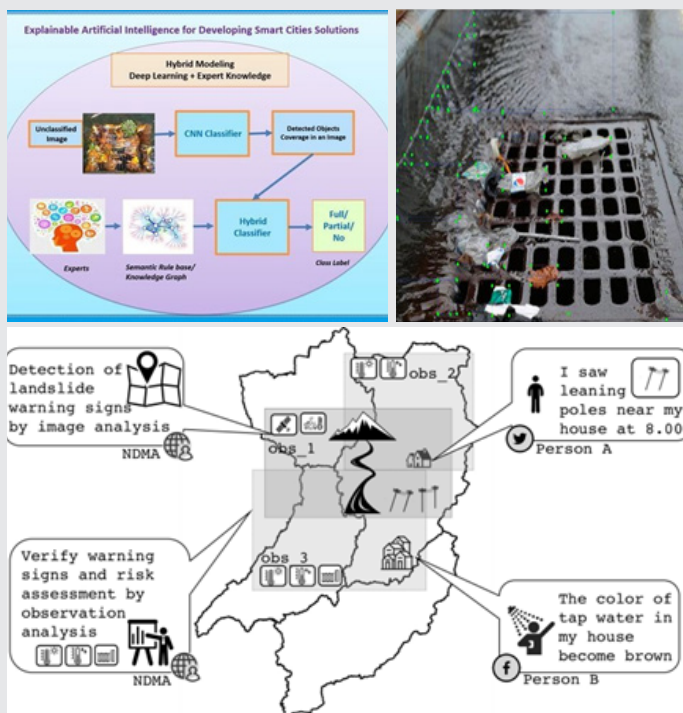 Explainable Artificial Intelligence for Developing Smart Cities Solutions
Hybrid Modeling
Deep Learning + Expert Knowledge
Unclassified
Image
CNN Classifier
Detected Objects
Coverage in an Image
Experts
Semantic Rule base/
Knowledge Graph
Hybrid
Classifier
Full/
Partial/
No
Class Label
Detection of
landslide
warning signs
by image analysis
NDMA
obs_1
obs_2
I saw
leaning
poles near my
house at 8.00
Person A
Verify warning
signs and risk
assessment by
observation
analysis
NDMA
obs_3
The color of
tap water in
my house
become brown
Person B